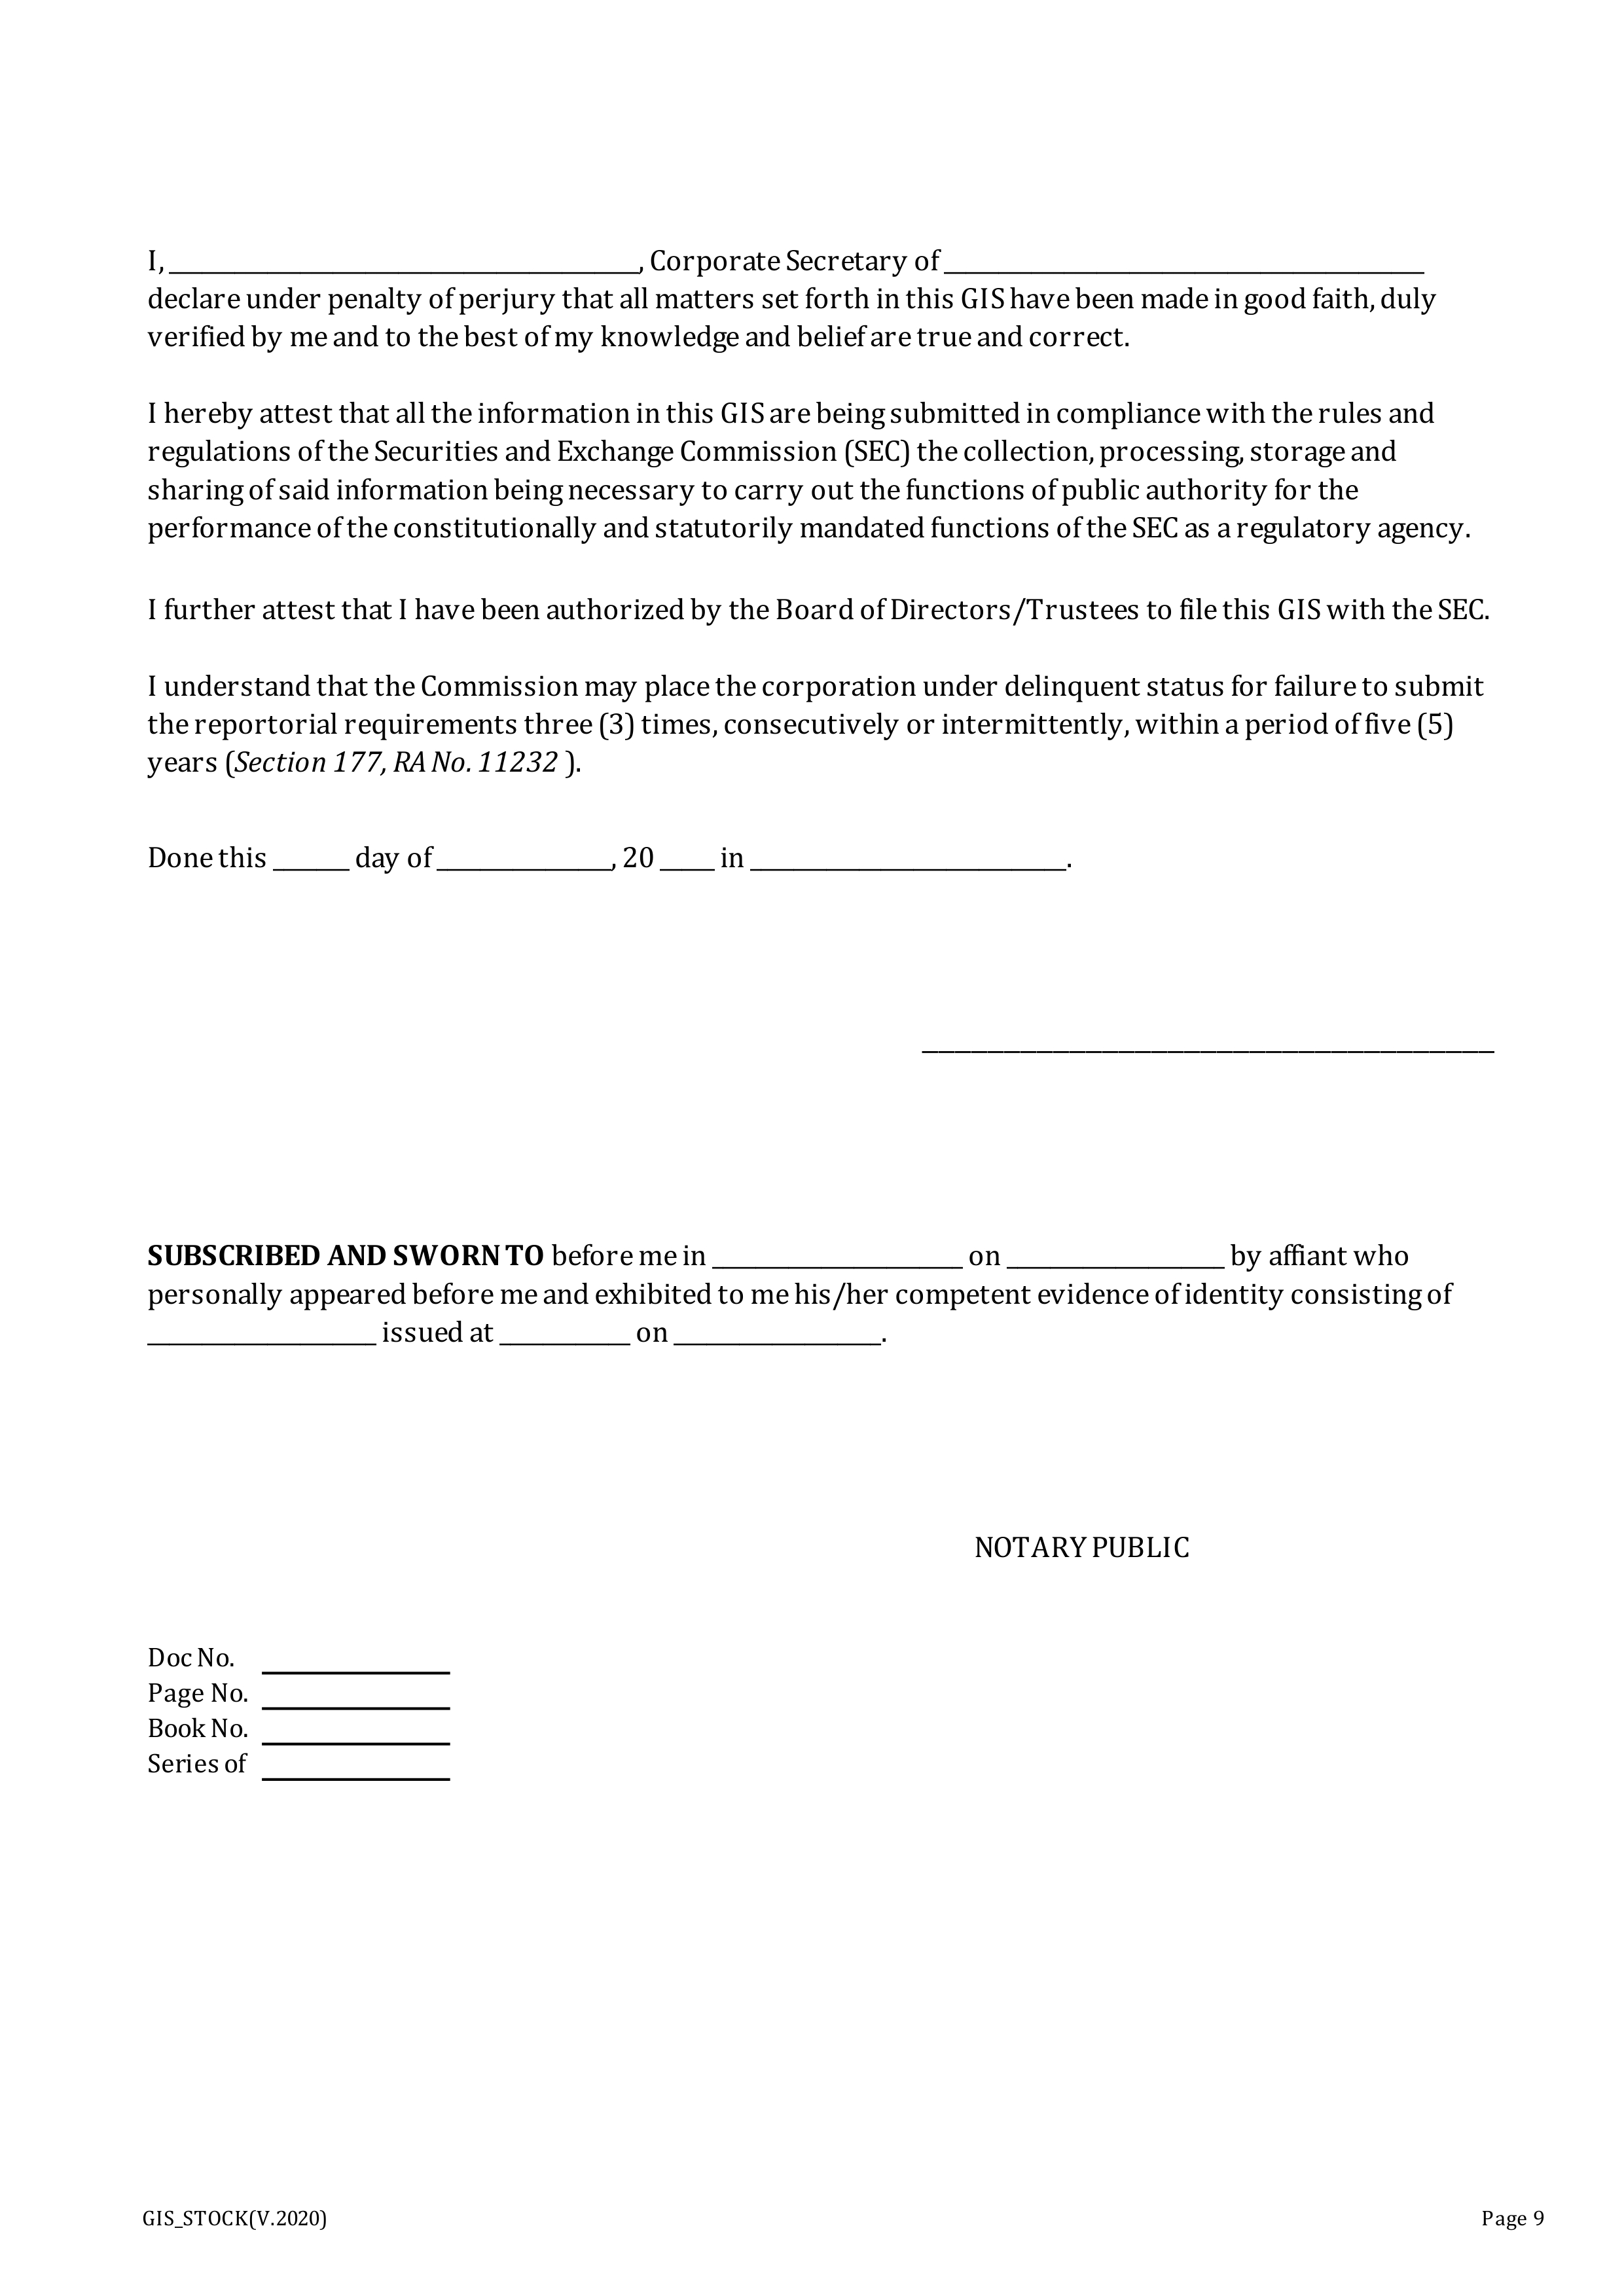 I, ___________________________________________, Corporate Secretary of ____________________________________________
declare under penalty of perjury that all matters set forth in this GIS have been made in good faith, duly
verified by me and to the best of my knowledge and belief are true and correct.
I hereby attest that all the information in this GIS are being submitted in compliance with the rules and
regulations of the Securities and Exchange Commission (SEC) the collection, processing, storage and
sharing of said information being necessary to carry out the functions of public authority for the
performance of the constitutionally and statutorily mandated functions of the SEC as a regulatory agency.
I further attest that I have been authorized by the Board of Directors/Trustees to file this GIS with the SEC.
I understand that the Commission may place the corporation under delinquent status for failure to submit
the reportorial requirements three (3) times, consecutively or intermittently, within a period of five (5)
years (Section 177, RA No. 11232 ).
Done this _______ day of ________________, 20 _____ in _____________________________.
___________________________________
SUBSCRIBED AND SWORN TO before me in _______________________ on ____________________ by affiant who
personally appeared before me and exhibited to me his/her competent evidence of identity consisting of
_____________________ issued at ____________ on ___________________.
NOTARY PUBLIC
Doc No. ______________
Page No. ______________
Book No. ______________
Series of ______________
GIS_STOCK(V.2020) Page 9